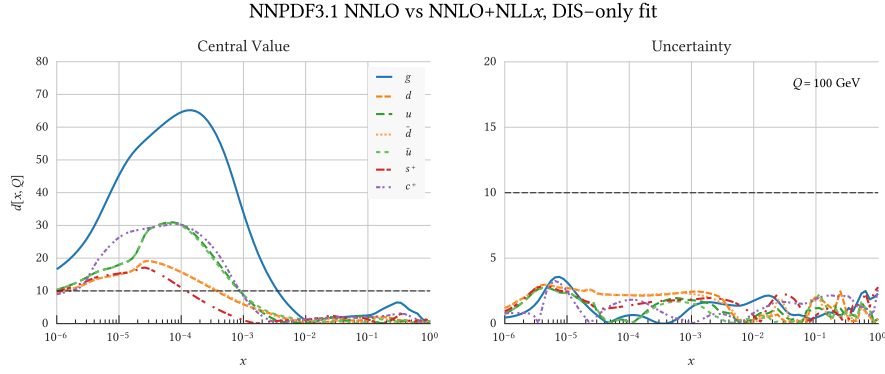 NNPDF3.1 NNLO vs NNLO+NLLx, DIS−only fit
Central Value
d[x, Q]
80
70
60
50
40
30
20
10
0
10⁻⁶ 10⁻⁵ 10⁻⁴ 10⁻³ 10⁻² 10⁻¹ 10⁰
x
g
d
u
d̄
ū
s⁺
c⁺
Uncertainty
Q = 100 GeV
20
15
10
5
0
10⁻⁶ 10⁻⁵ 10⁻⁴ 10⁻³ 10⁻² 10⁻¹ 10⁰
x